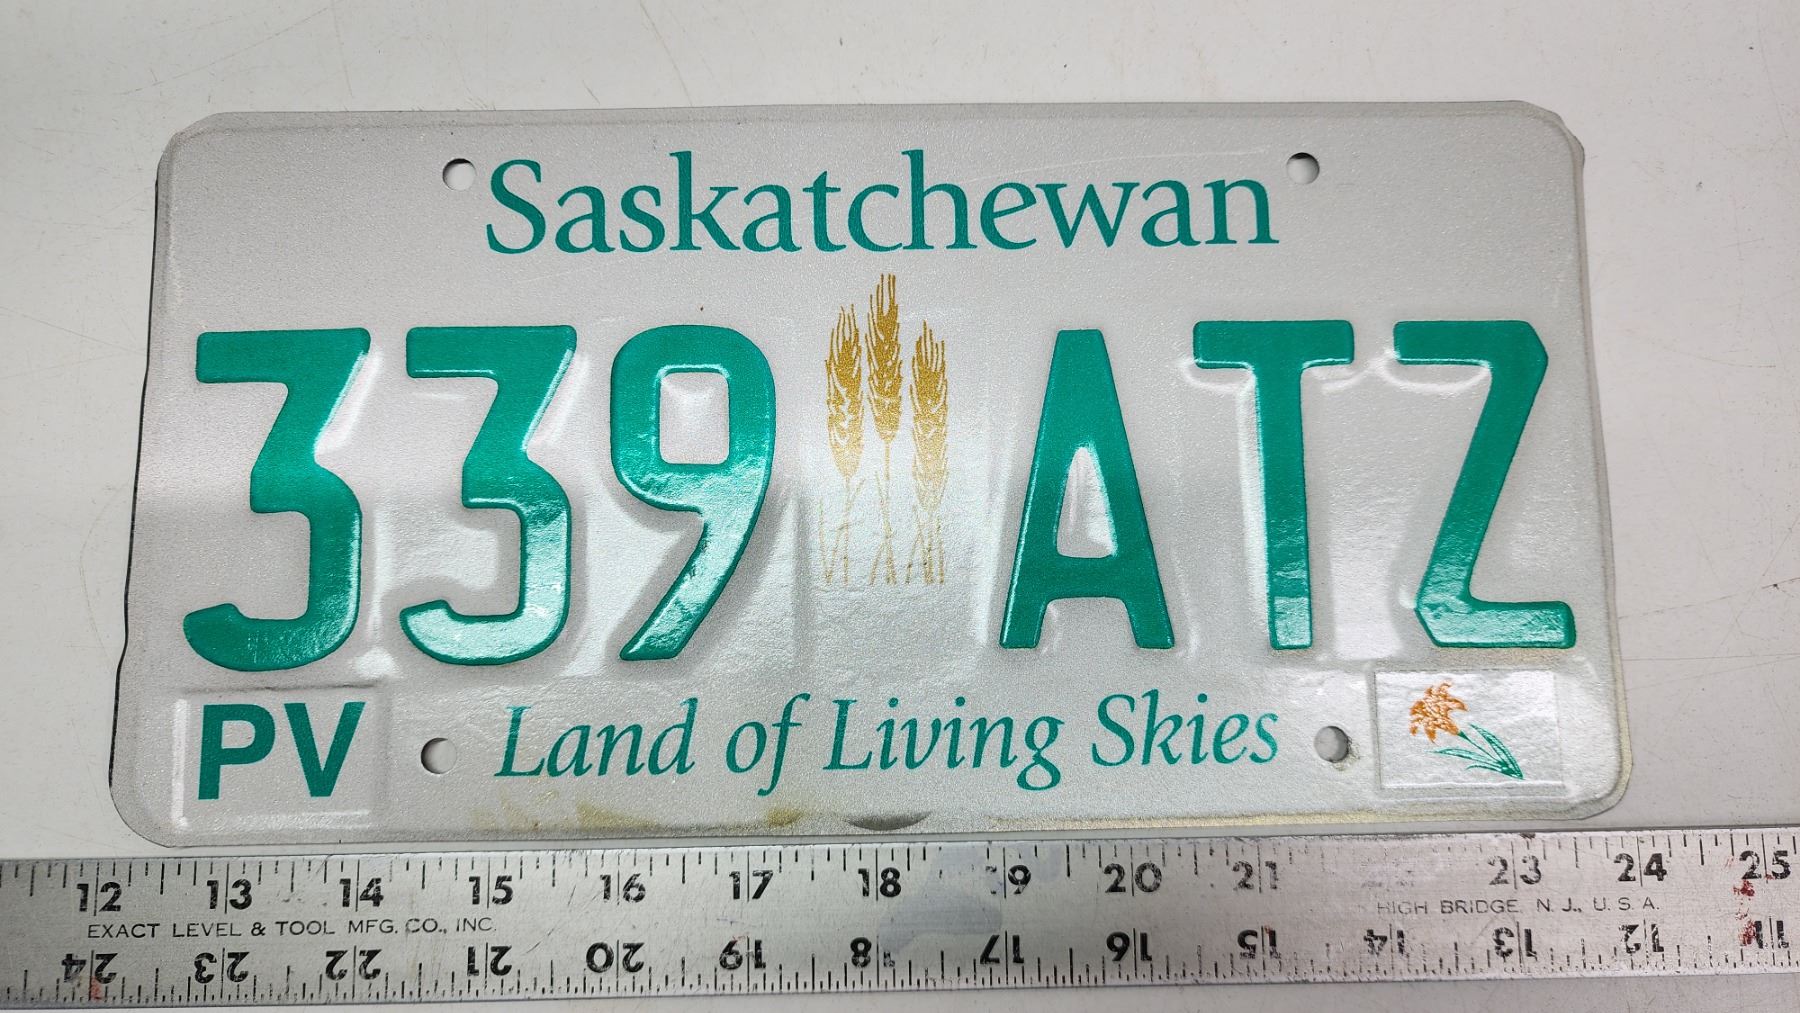 Saskatchewan
339 ATZ
PV
Land of Living Skies
12 13 14 15 16 17 18 19 20 21 23 24 25
EXACT LEVEL & TOOL MFG. CO., INC.
HIGH BRIDGE, N. J., U. S. A.
24 23 22 21 20 19 18 17 16 15 14 13 12 11